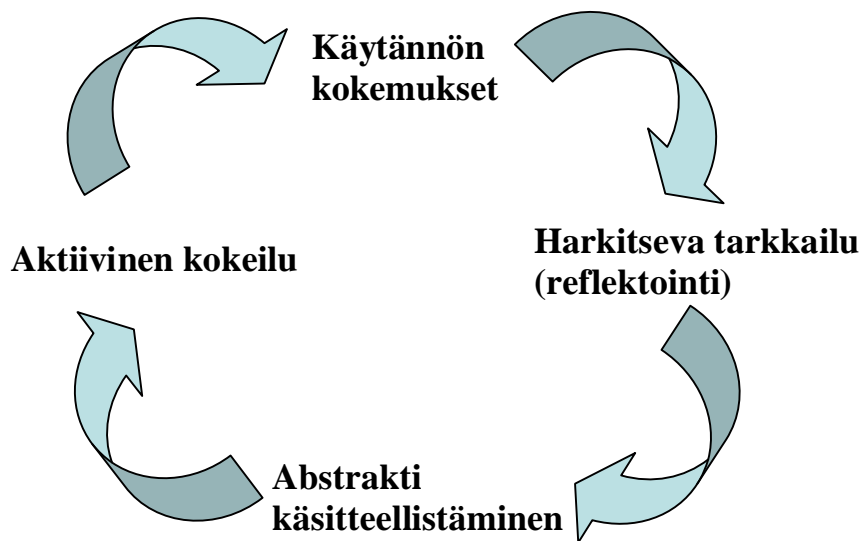 Käytännön
kokemukset
Harkitseva tarkkailu
(reflektointi)
Abstrakti
käsitteellistäminen
Aktiivinen kokeilu